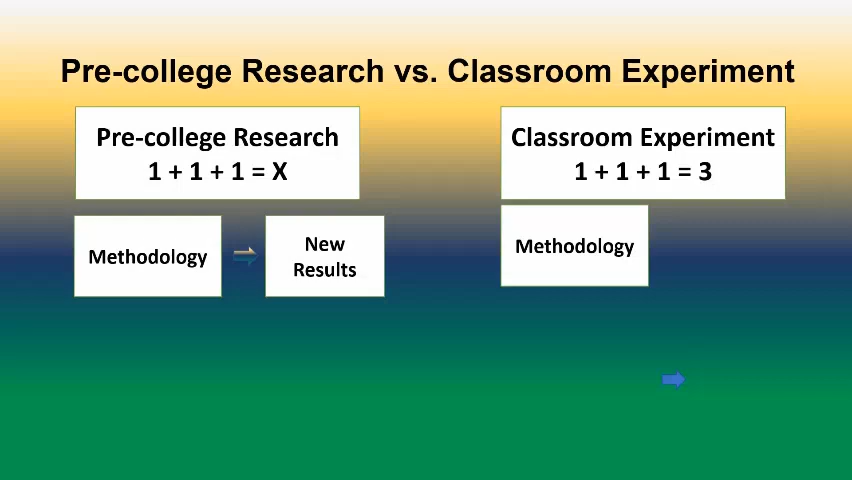 Pre-college Research vs. Classroom Experiment
Pre-college Research
1 + 1 + 1 = X
Classroom Experiment
1 + 1 + 1 = 3
Methodology
New
Results
Methodology